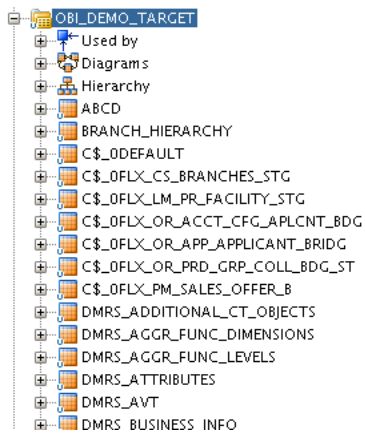 OBI_DEMO_TARGET
Used by
Diagrams
Hierarchy
ABCD
BRANCH_HIERARCHY
C$_0DEFAULT
C$_0FLX_CS_BRANCHES_STG
C$_0FLX_LM_PR_FACILITY_STG
C$_0FLX_OR_ACCT_CFG_APLCNT_BDG
C$_0FLX_OR_APP_APPLICANT_BRIDG
C$_0FLX_OR_PRD_GRP_COLL_BDG_ST
C$_0FLX_PM_SALES_OFFER_B
DMRS_ADDITIONAL_CT_OBJECTS
DMRS_AGGR_FUNC_DIMENSIONS
DMRS_AGGR_FUNC_LEVELS
DMRS_ATTRIBUTES
DMRS_AVT
DMRS_BUSINESS_INFO